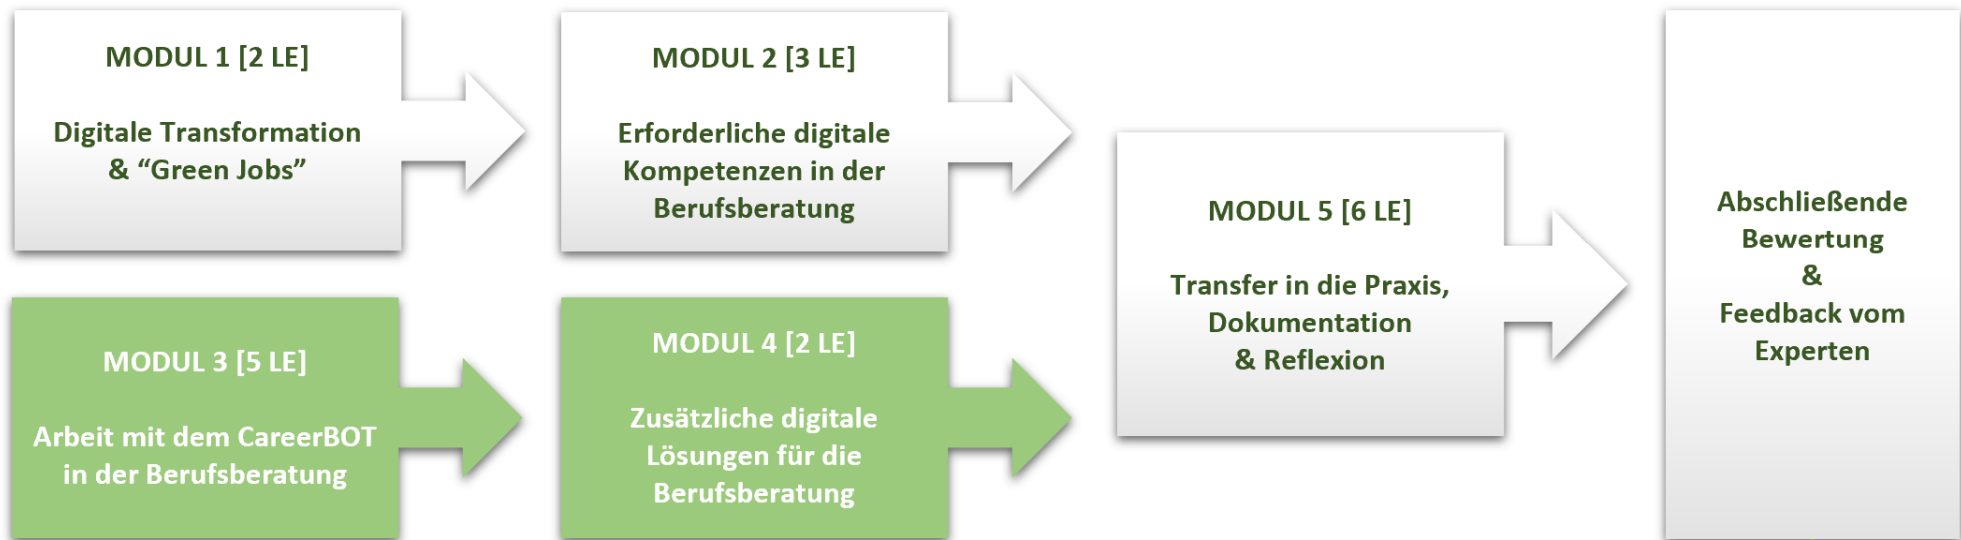 MODUL 1 [2 LE]
Digitale Transformation
& “Green Jobs”
MODUL 2 [3 LE]
Erforderliche digitale
Kompetenzen in der
Berufsberatung
MODUL 3 [5 LE]
Arbeit mit dem CareerBOT
in der Berufsberatung
MODUL 4 [2 LE]
Zusätzliche digitale
Lösungen für die
Berufsberatung
MODUL 5 [6 LE]
Transfer in die Praxis,
Dokumentation
& Reflexion
Abschließende
Bewertung
&
Feedback vom
Experten